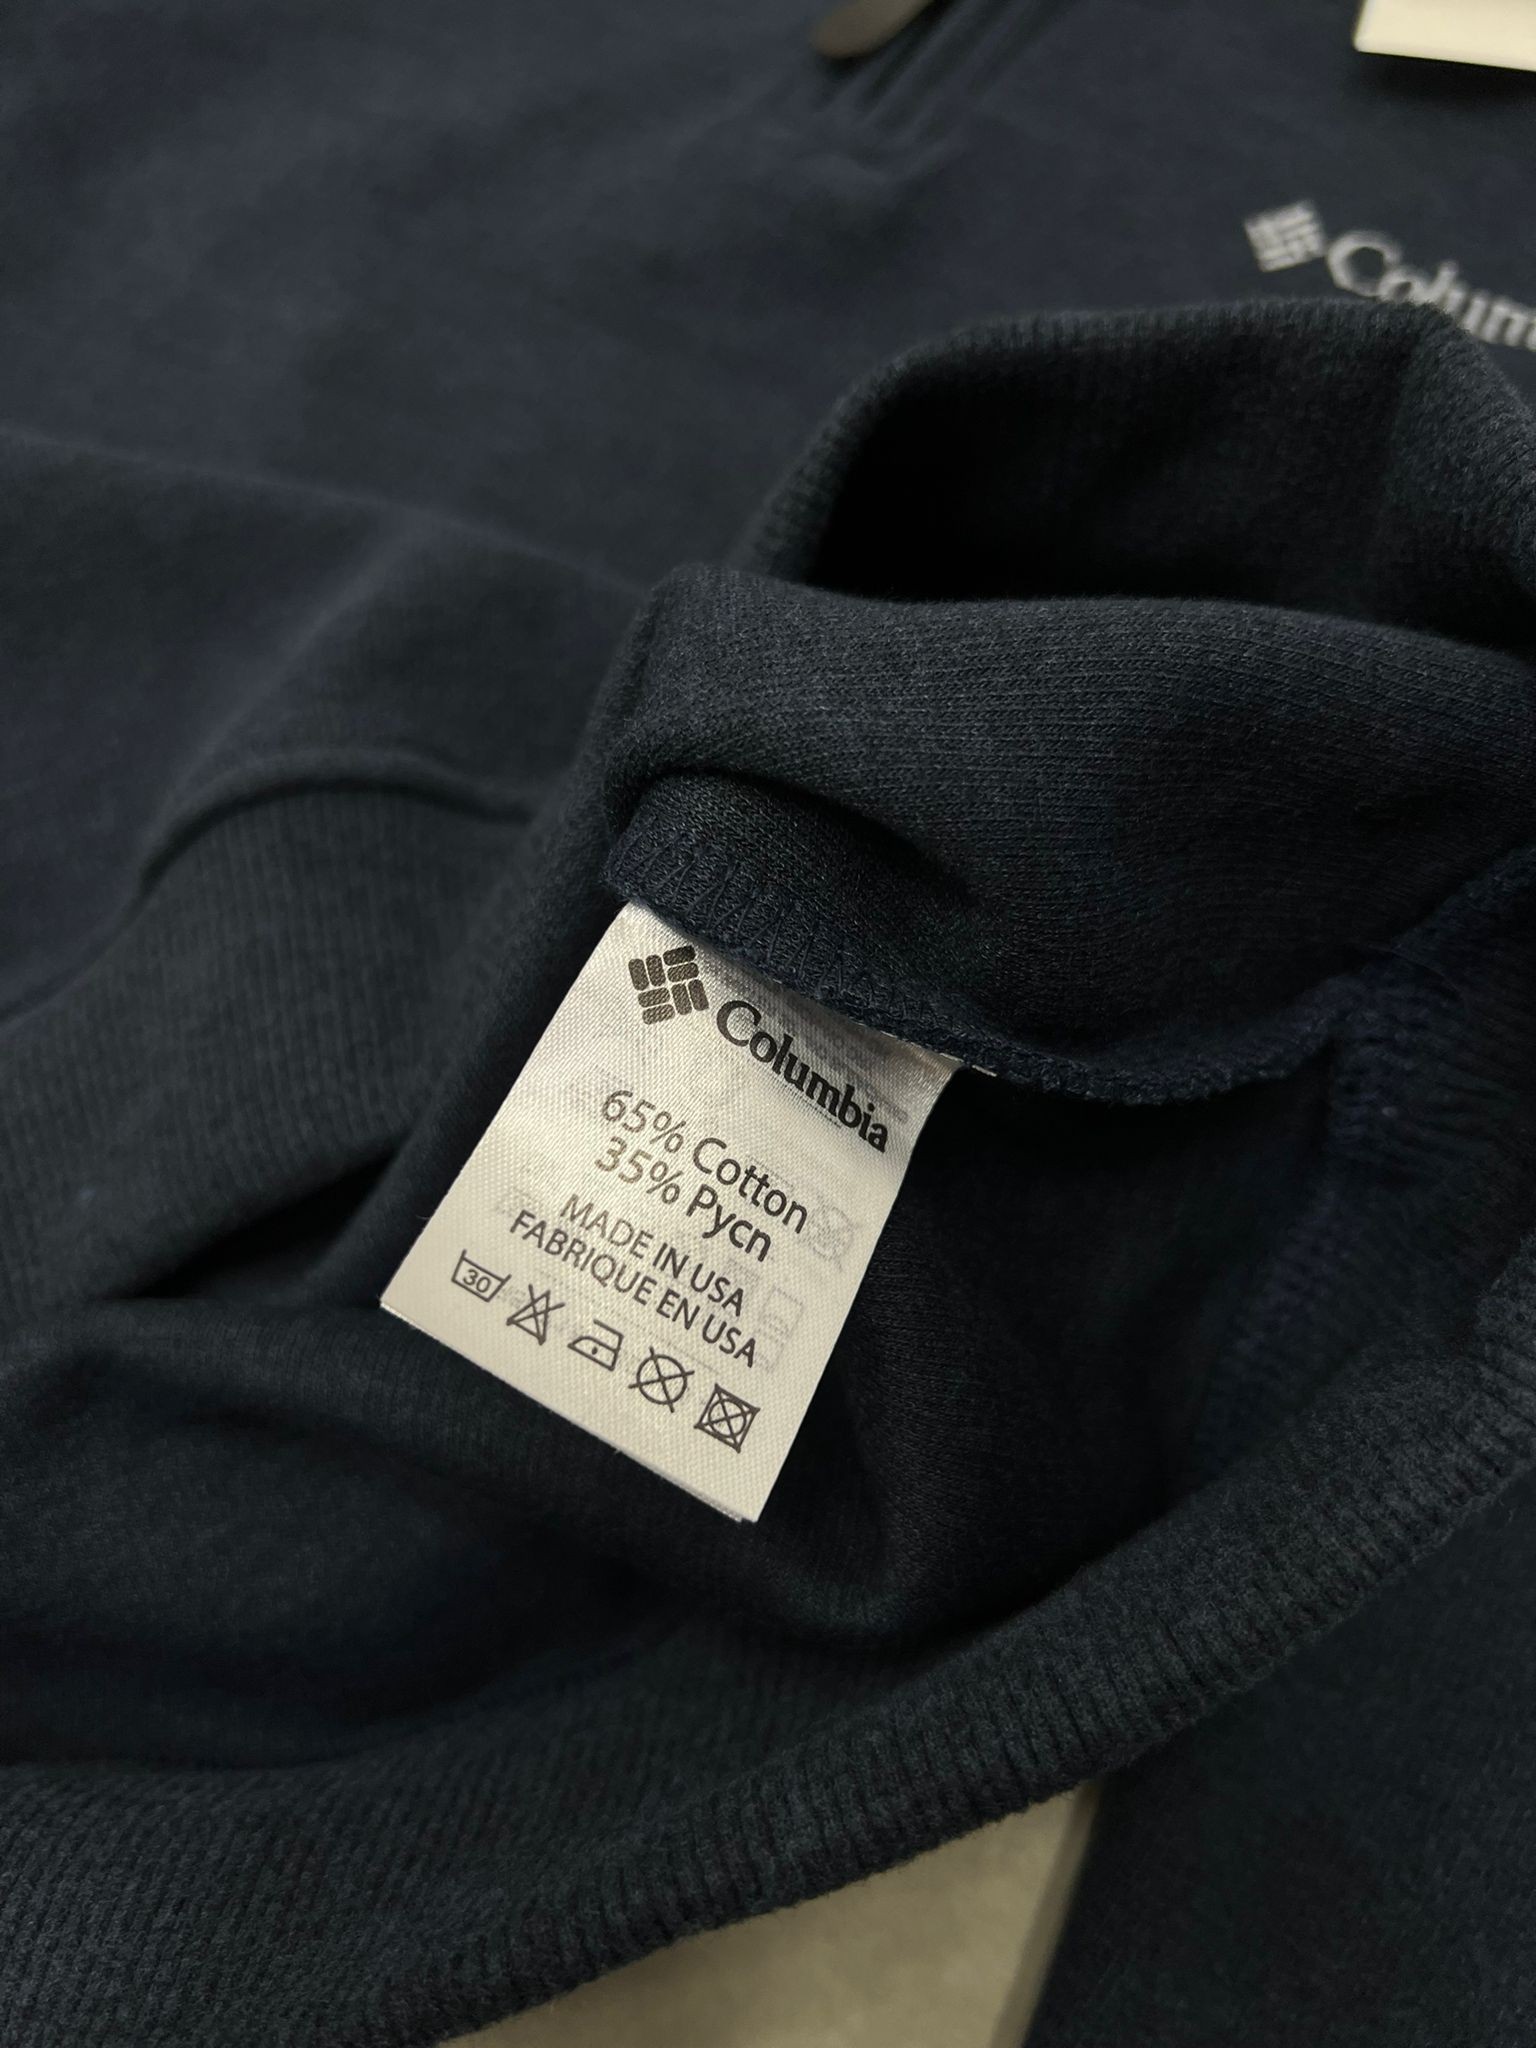 Colum
Columbia
65% Cotton
35% Pycn
MADE IN USA
FABRIQUE EN USA
30